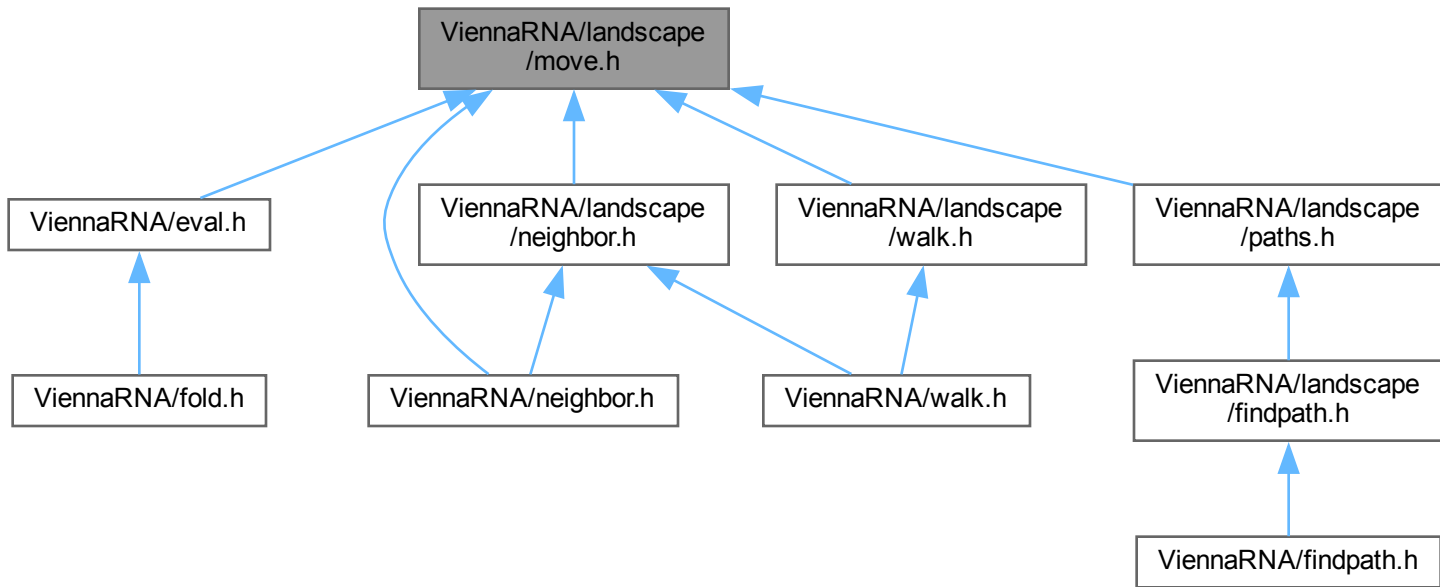 ViennaRNA/landscape
/move.h
ViennaRNA/eval.h
ViennaRNA/landscape
/neighbor.h
ViennaRNA/landscape
/walk.h
ViennaRNA/landscape
/paths.h
ViennaRNA/fold.h
ViennaRNA/neighbor.h
ViennaRNA/walk.h
ViennaRNA/landscape
/findpath.h
ViennaRNA/findpath.h